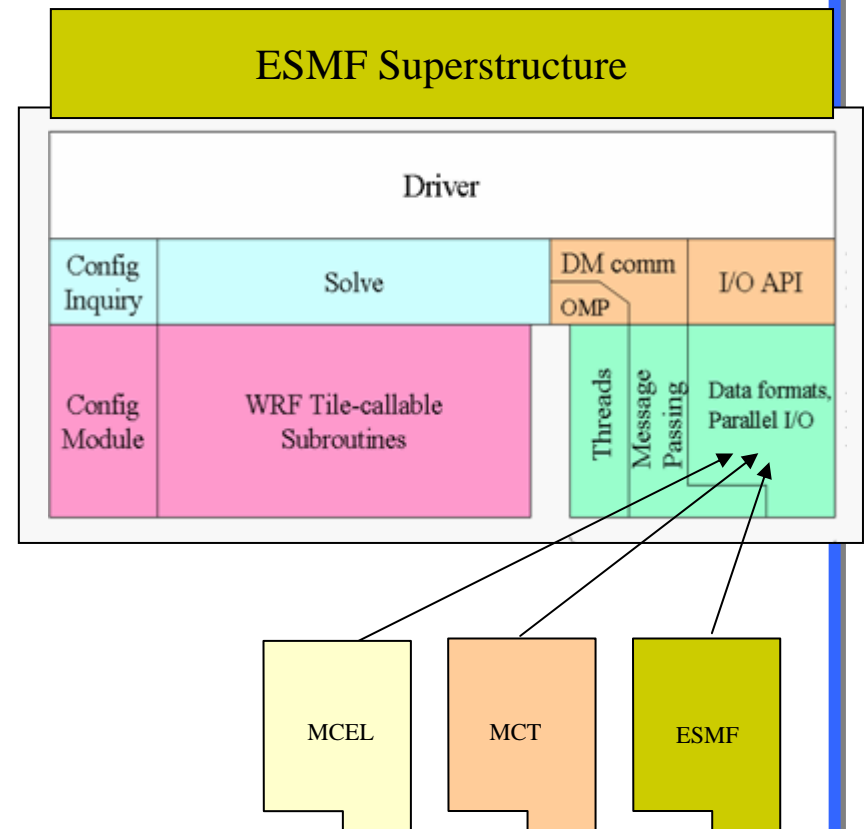 ESMF Superstructure
Driver
Config
Inquiry
Solve
DM comm
OMP
I/O API
Config
Module
WRF Tile-callable
Subroutines
Threads
Message
Passing
Data formats,
Parallel I/O
MCEL
MCT
ESMF